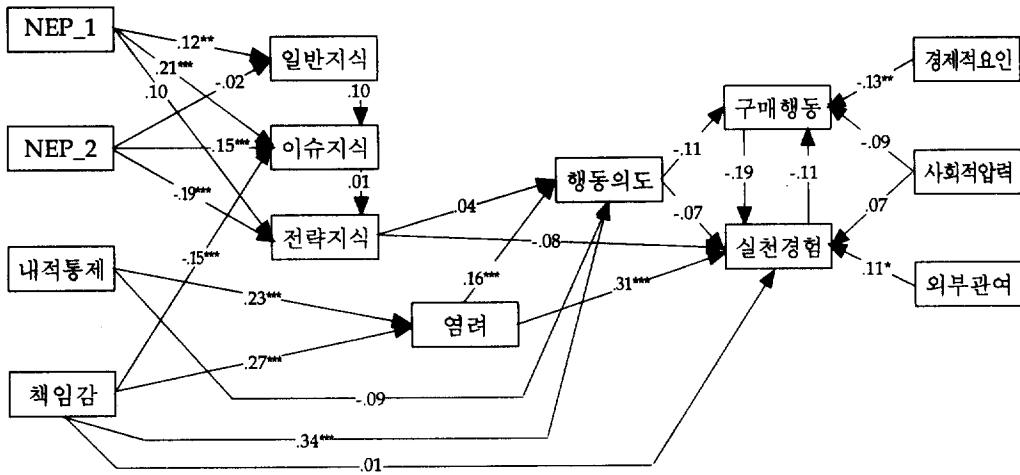 NEP_1
.12**
일반지식
경제적요인
.21***
-.02
.10
.10
-.13**
구매행동
NEP_2
.15***
이슈지식
-.11
-.09
-.19***
.01
행동의도
-.19
-.11
사회적압력
.04
-.07
.07
전략지식
-.08
실천경험
내적통제
-.15***
.16***
.31***
.11*
외부관여
.23***
염려
.27***
책임감
-.09
.34***
.01